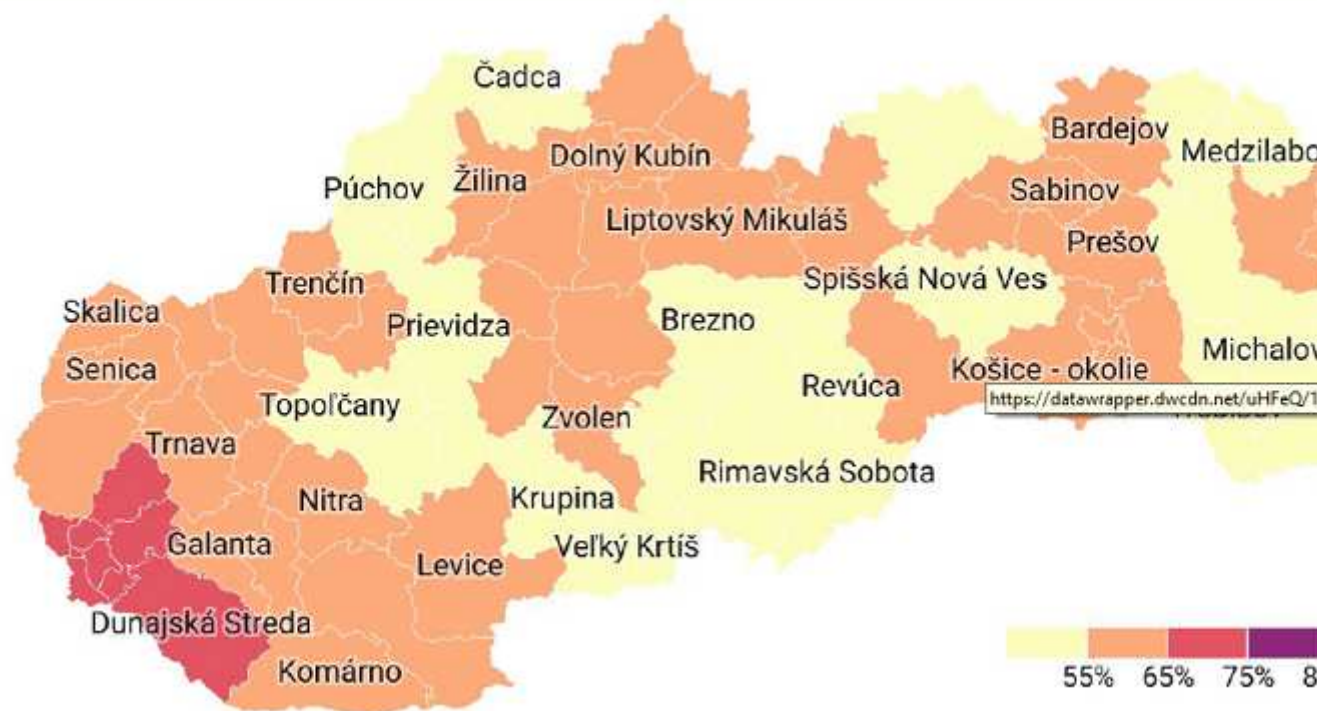 Čadca
Bardejov
Dolný Kubín
Medzilabo
Púchov
Žilina
Sabinov
Liptovský Mikuláš
Prešov
Trenčín
Spišská Nová Ves
Skalica
Prievidza
Brezno
Michalov
Senica
Košice - okolie
Revúca
https://datawrapper.dwcdn.net/uHFeQ/1
Topoľčany
Zvolen
Trnava
Rimavská Sobota
Nitra
Krupina
Galanta
Veľký Krtíš
Levice
Dunajská Streda
Komárno
55% 65% 75% 8